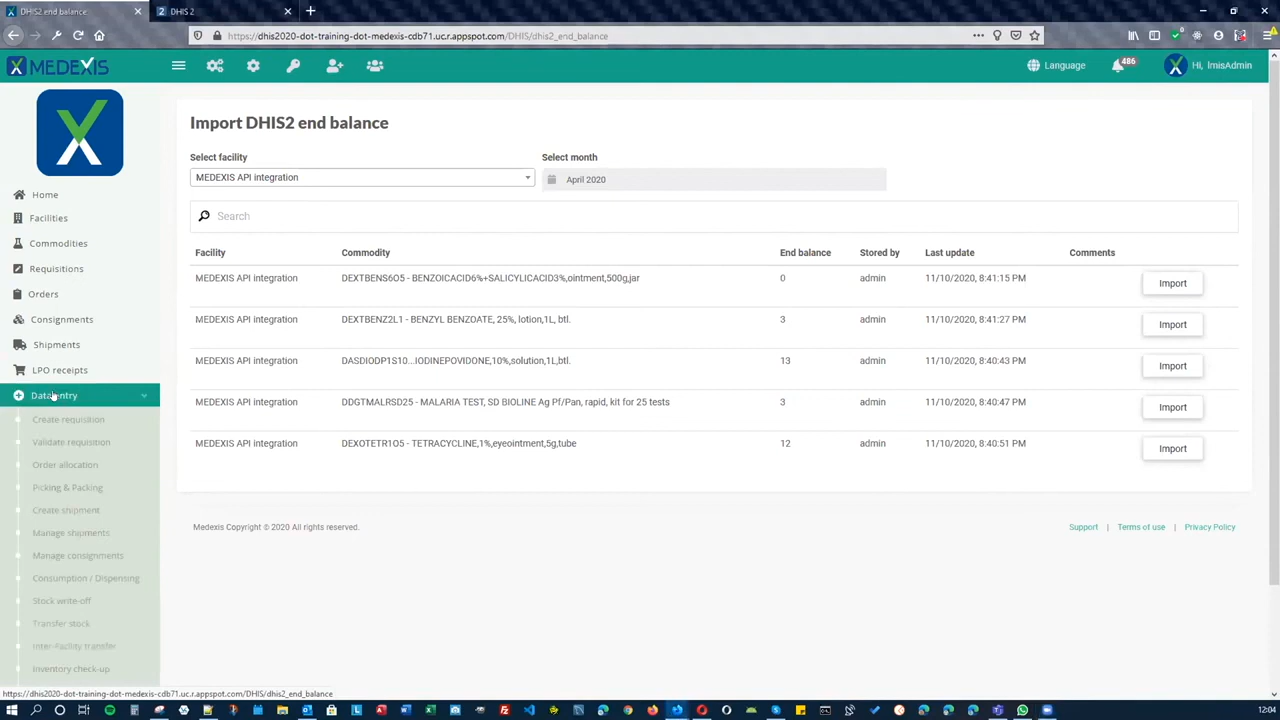 DHIS2 end balance
DHIS 2
https://dhis2020-dot-training-dot-medexis-cdb71.uc.r.appspot.com/DHIS/dhis2_end_balance
MEDEXIS
Language
486
Hi, lmisAdmin
Home
Facilities
Commodities
Requisitions
Orders
Consignments
Shipments
LPO receipts
Data entry
Create requisition
Validate requisition
Order allocation
Picking & Packing
Create shipment
Manage shipments
Manage consignments
Consumption / Dispensing
Stock write-off
Transfer stock
Inter-Facility transfer
Inventory check-up
Import DHIS2 end balance
Select facility Select month
MEDEXIS API integration April 2020
Search
Facility Commodity End balance Stored by Last update Comments
MEDEXIS API integration DEXTBENS6O5 - BENZOICACID6%+SALICYLICACID3%,ointment,500g,jar 0 admin 11/10/2020, 8:41:15 PM Import
MEDEXIS API integration DEXTBENZ2L1 - BENZYL BENZOATE, 25%, lotion,1L, btl. 3 admin 11/10/2020, 8:41:27 PM Import
MEDEXIS API integration DASDIODP1S10...IODINEPOVIDONE,10%,solution,1L,btl. 13 admin 11/10/2020, 8:40:43 PM Import
MEDEXIS API integration DDGTMALRSD25 - MALARIA TEST, SD BIOLINE Ag Pf/Pan, rapid, kit for 25 tests 3 admin 11/10/2020, 8:40:47 PM Import
MEDEXIS API integration DEXOTETR1O5 - TETRACYCLINE,1%,eyeointment,5g,tube 12 admin 11/10/2020, 8:40:51 PM Import
Medexis Copyright © 2020 All rights reserved. Support | Terms of use | Privacy Policy
https://dhis2020-dot-training-dot-medexis-cdb71.uc.r.appspot.com/DHIS/dhis2_end_balance
12:04